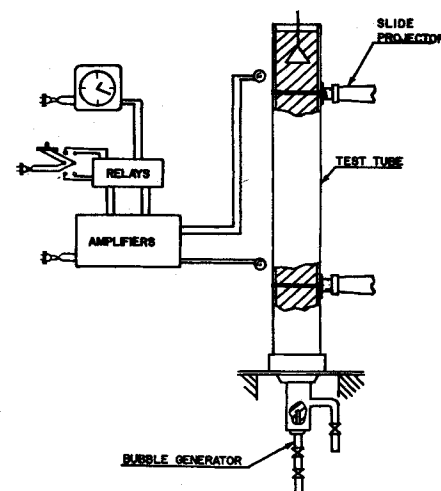 SLIDE
PROJECTOR
TEST TUBE
RELAYS
AMPLIFIERS
BUBBLE GENERATOR